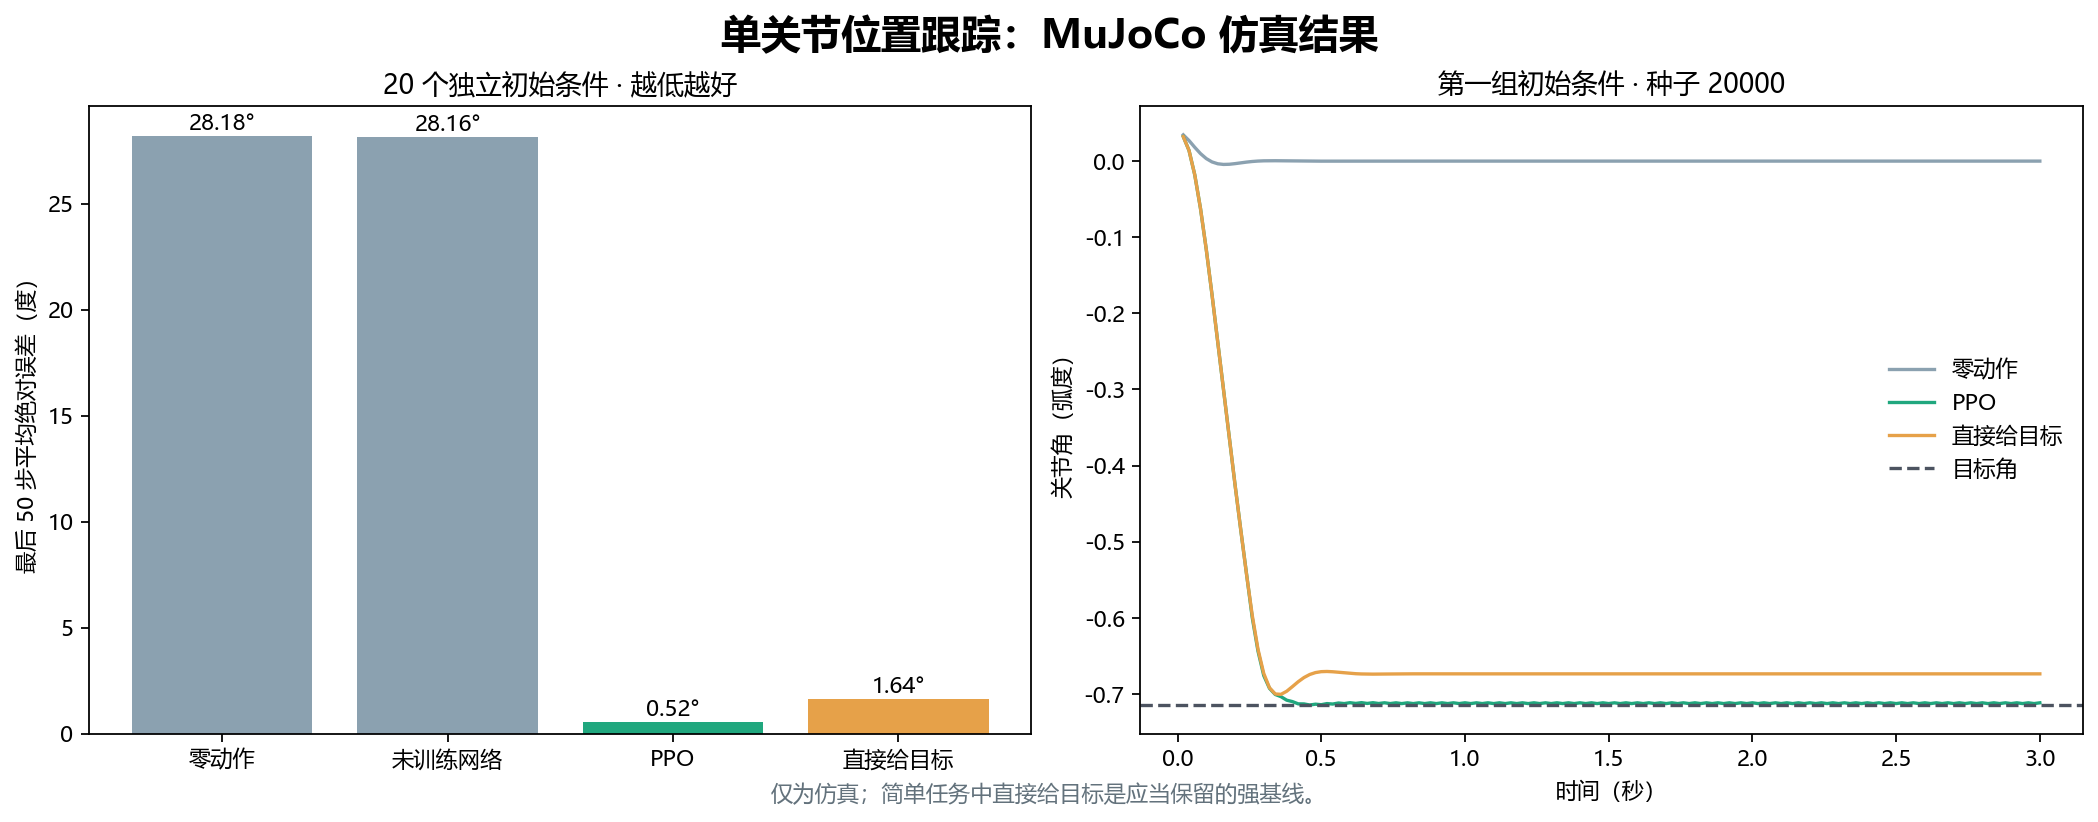 单关节位置跟踪：MuJoCo 仿真结果
20 个独立初始条件 · 越低越好
28.18°
28.16°
0.52°
1.64°
25
20
15
10
5
0
最后 50 步平均绝对误差（度）
零动作
未训练网络
PPO
直接给目标
第一组初始条件 · 种子 20000
0.0
-0.1
-0.2
-0.3
-0.4
-0.5
-0.6
-0.7
关节角（弧度）
零动作
PPO
直接给目标
目标角
0.0
0.5
1.0
1.5
2.0
2.5
3.0
时间（秒）
仅为仿真；简单任务中直接给目标是应当保留的强基线。